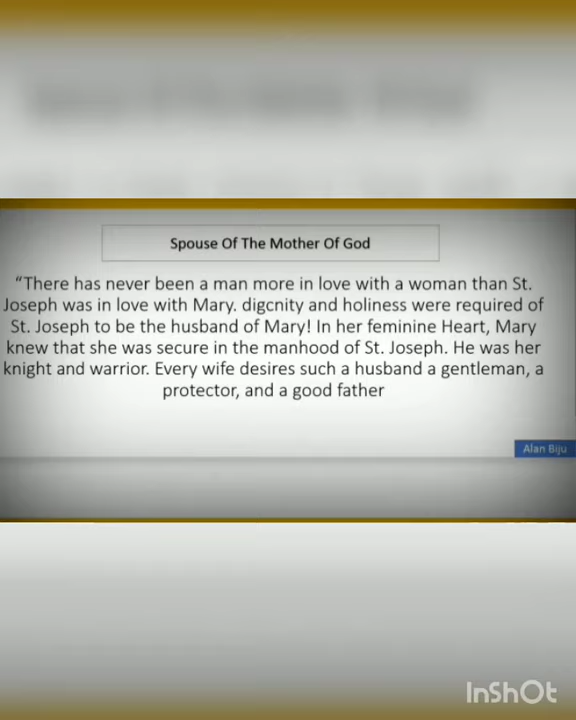 Spouse Of The Mother Of God
“There has never been a man more in love with a woman than St.
Joseph was in love with Mary. digcnity and holiness were required of
St. Joseph to be the husband of Mary! In her feminine Heart, Mary
knew that she was secure in the manhood of St. Joseph. He was her
knight and warrior. Every wife desires such a husband a gentleman, a
protector, and a good father
Alan Biju
InShOt